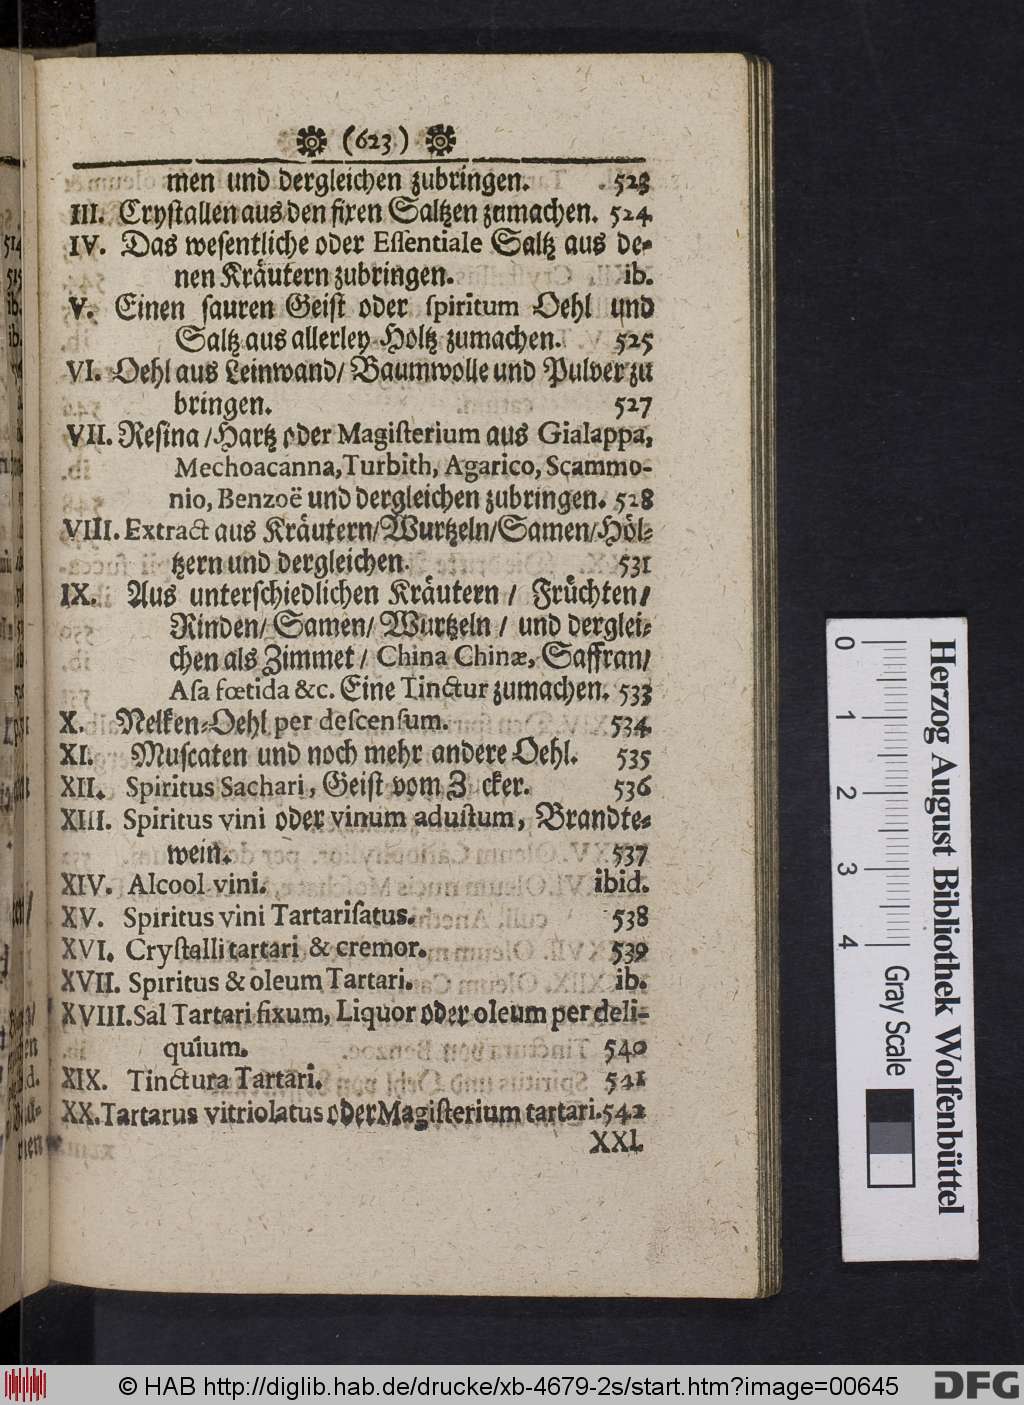 (623)
men und dergleichen zubringen. 523
III. Crystallen aus den fixen Saltzen zumachen. 524
IV. Das wesentliche oder Eſſentiale Saltz aus de-
nen Kräutern zubringen. ib.
V. Einen sauren Geist oder ſpiritum Oehl und
Saltz aus allerley Holtz zumachen. 525
VI. Oehl aus Leinwand/ Baumwolle und Pulver zu
bringen. 527
VII. Resina /Hartz oder Magiſterium aus Gialappa,
Mechoacanna, Turbith, Agarico, Scammo-
nio, Benzoë und dergleichen zubringen. 528
VIII. Extract aus Kräutern/Wurtzeln/Samen/Höl-
tzern und dergleichen. 531
IX. Aus unterschiedlichen Kräutern / Früchten/
Rinden/ Samen/ Wurtzeln / und derglei-
chen als Zimmet / China Chinæ, Saffran/
Aſa fœtida &c. Eine Tinctur zumachen. 533
X. Nelken-Oehl per deſcenſum. 534
XI. Muscaten und noch mehr andere Oehl. 535
XII. Spiritus Sachari, Geist vom Z cker. 536
XIII. Spiritus vini oder vinum aduſtum, Brandte-
wein. 537
XIV. Alcool vini. ibid.
XV. Spiritus vini Tartariſatus. 538
XVI. Cryſtalli tartari & cremor. 539
XVII. Spiritus & oleum Tartari. ib.
XVIII. Sal Tartari fixum, Liquor oder oleum per deli-
quium. 540
XIX. Tinctura Tartari. 541
XX. Tartarus vitriolatus oder Magiſterium tartari. 542
XXI.
0 1 2 3 4
Gray Scale
Herzog August Bibliothek Wolfenbüttel
© HAB http://diglib.hab.de/drucke/xb-4679-2s/start.htm?image=00645
DFG